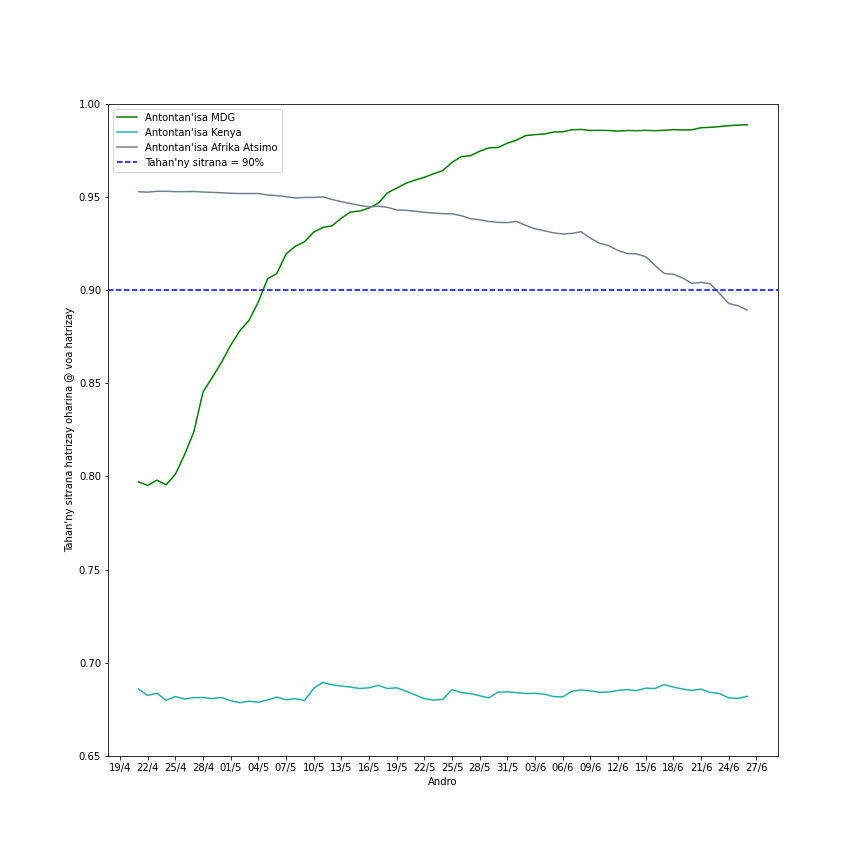 Antontan'isa MDG
Antontan'isa Kenya
Antontan'isa Afrika Atsimo
Tahan'ny sitrana = 90%
1.00
0.95
0.90
0.85
0.80
0.75
0.70
0.65
Tahan'ny sitrana hatrizay oharina @ voa hatrizay
19/4 22/4 25/4 28/4 01/5 04/5 07/5 10/5 13/5 16/5 19/5 22/5 25/5 28/5 31/5 03/6 06/6 09/6 12/6 15/6 18/6 21/6 24/6 27/6
Andro